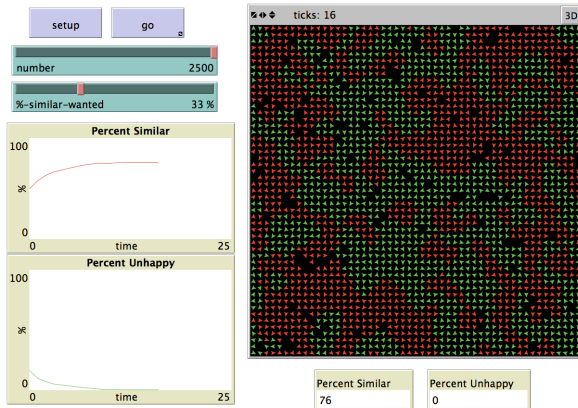 setup
go
number
2500
%-similar-wanted
33 %
Percent Similar
100
%
0
0
time
25
Percent Unhappy
100
%
0
0
time
25
ticks: 16
3D
Percent Similar
76
Percent Unhappy
0